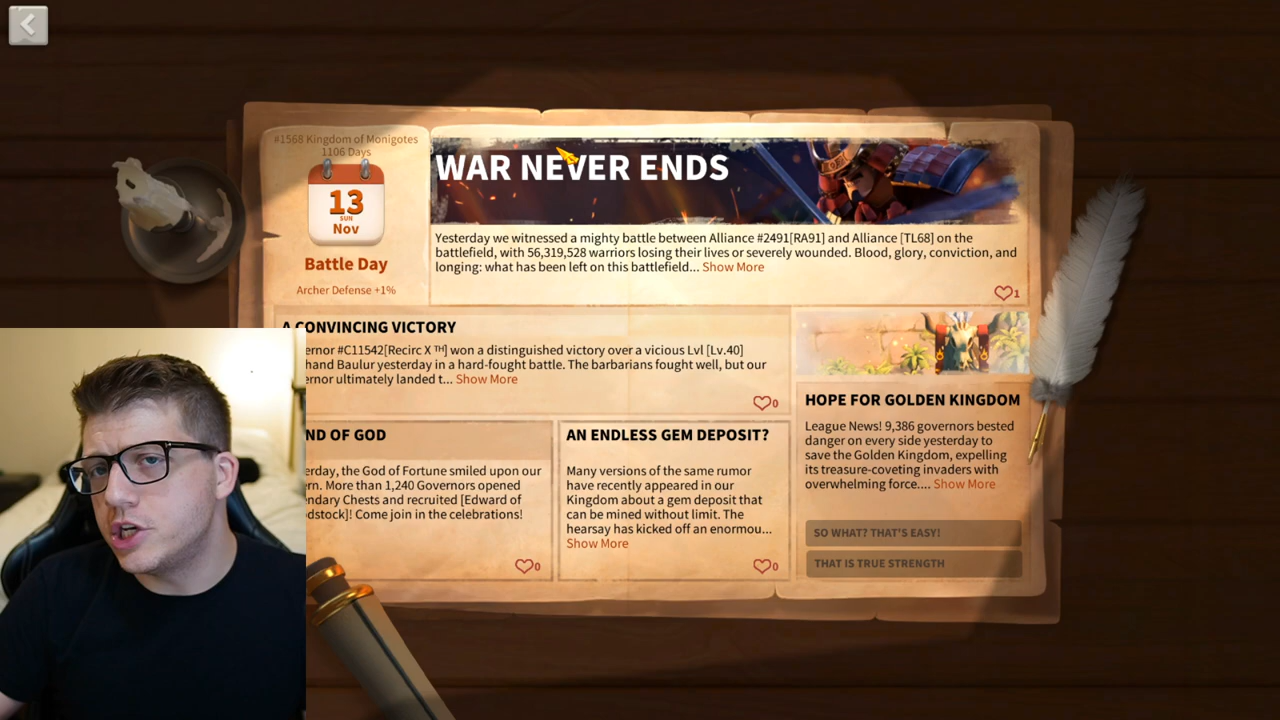 #1568 Kingdom of Monigotes
1106 Days
13
SUN
Nov
Battle Day
Archer Defense +1%
WAR NEVER ENDS
Yesterday we witnessed a mighty battle between Alliance #2491[RA91] and Alliance [TL68] on the
battlefield, with 56,319,528 warriors losing their lives or severely wounded. Blood, glory, conviction, and
longing: what has been left on this battlefield... Show More
1
A CONVINCING VICTORY
ernor #C11542[Recirc X ™] won a distinguished victory over a vicious Lvl [Lv.40]
hand Baulur yesterday in a hard-fought battle. The barbarians fought well, but our
ernor ultimately landed t... Show More
0
ND OF GOD
erday, the God of Fortune smiled upon our
ern. More than 1,240 Governors opened
ndary Chests and recruited [Edward of
dstock]! Come join in the celebrations!
0
AN ENDLESS GEM DEPOSIT?
Many versions of the same rumor
have recently appeared in our
Kingdom about a gem deposit that
can be mined without limit. The
hearsay has kicked off an enormou...
Show More
0
HOPE FOR GOLDEN KINGDOM
League News! 9,386 governors bested
danger on every side yesterday to
save the Golden Kingdom, expelling
its treasure-coveting invaders with
overwhelming force.... Show More
SO WHAT? THAT'S EASY!
THAT IS TRUE STRENGTH